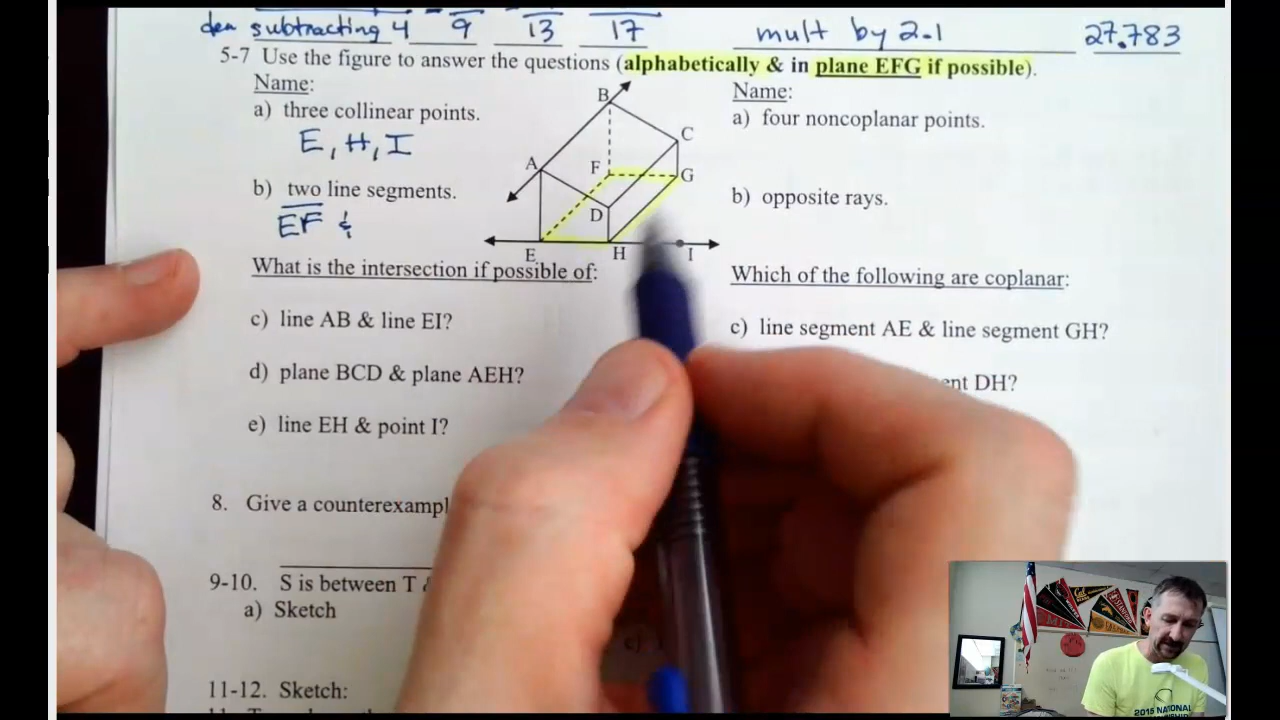 den subtracting 4 9 13 17 mult by 2.1 27.783
5-7 Use the figure to answer the questions (alphabetically & in plane EFG if possible).
Name:
a) three collinear points.
E, H, I
b) two line segments.
EF &
B
C
A
F
G
D
E
H
I
Name:
a) four noncoplanar points.
b) opposite rays.
What is the intersection if possible of:
c) line AB & line EI?
d) plane BCD & plane AEH?
e) line EH & point I?
Which of the following are coplanar:
c) line segment AE & line segment GH?
DH?
8. Give a counterexampl
9-10. S is between T
a) Sketch
11-12. Sketch:
2015 NATIONAL